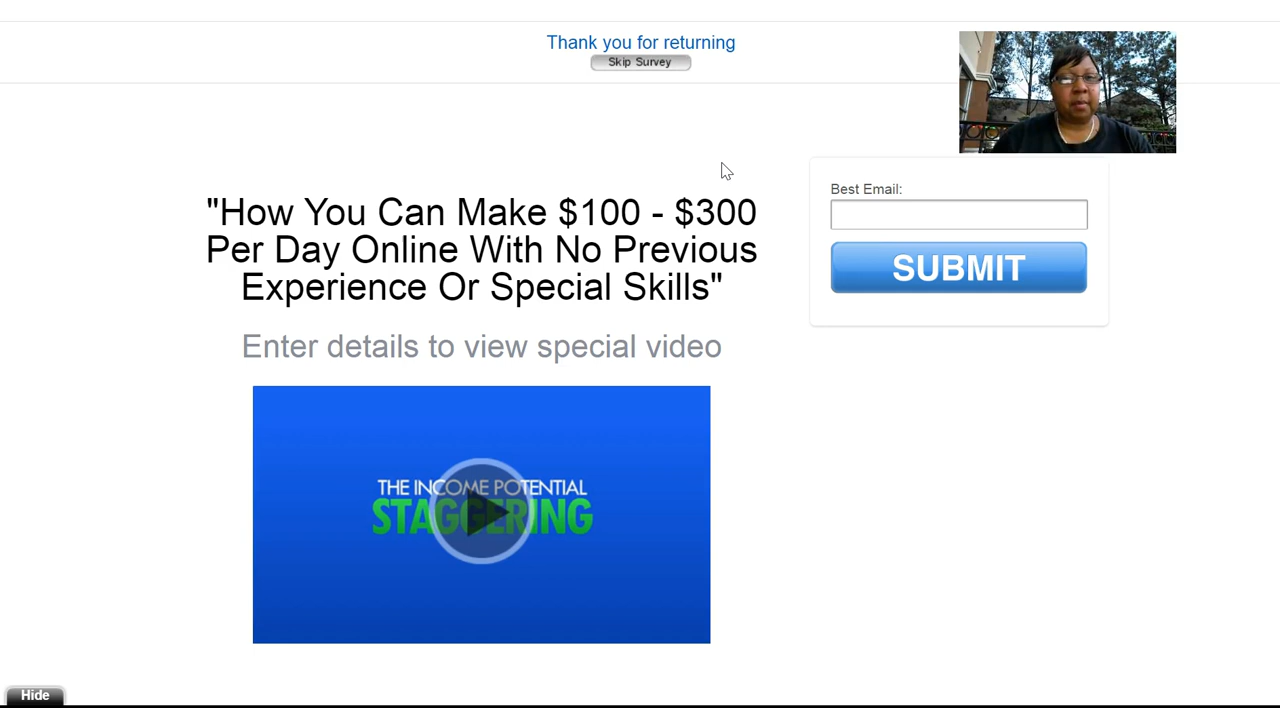 Thank you for returning
Skip Survey
Best Email:
SUBMIT
"How You Can Make $100 - $300
Per Day Online With No Previous
Experience Or Special Skills"
Enter details to view special video
THE INCOME POTENTIAL
STAGGERING
Hide